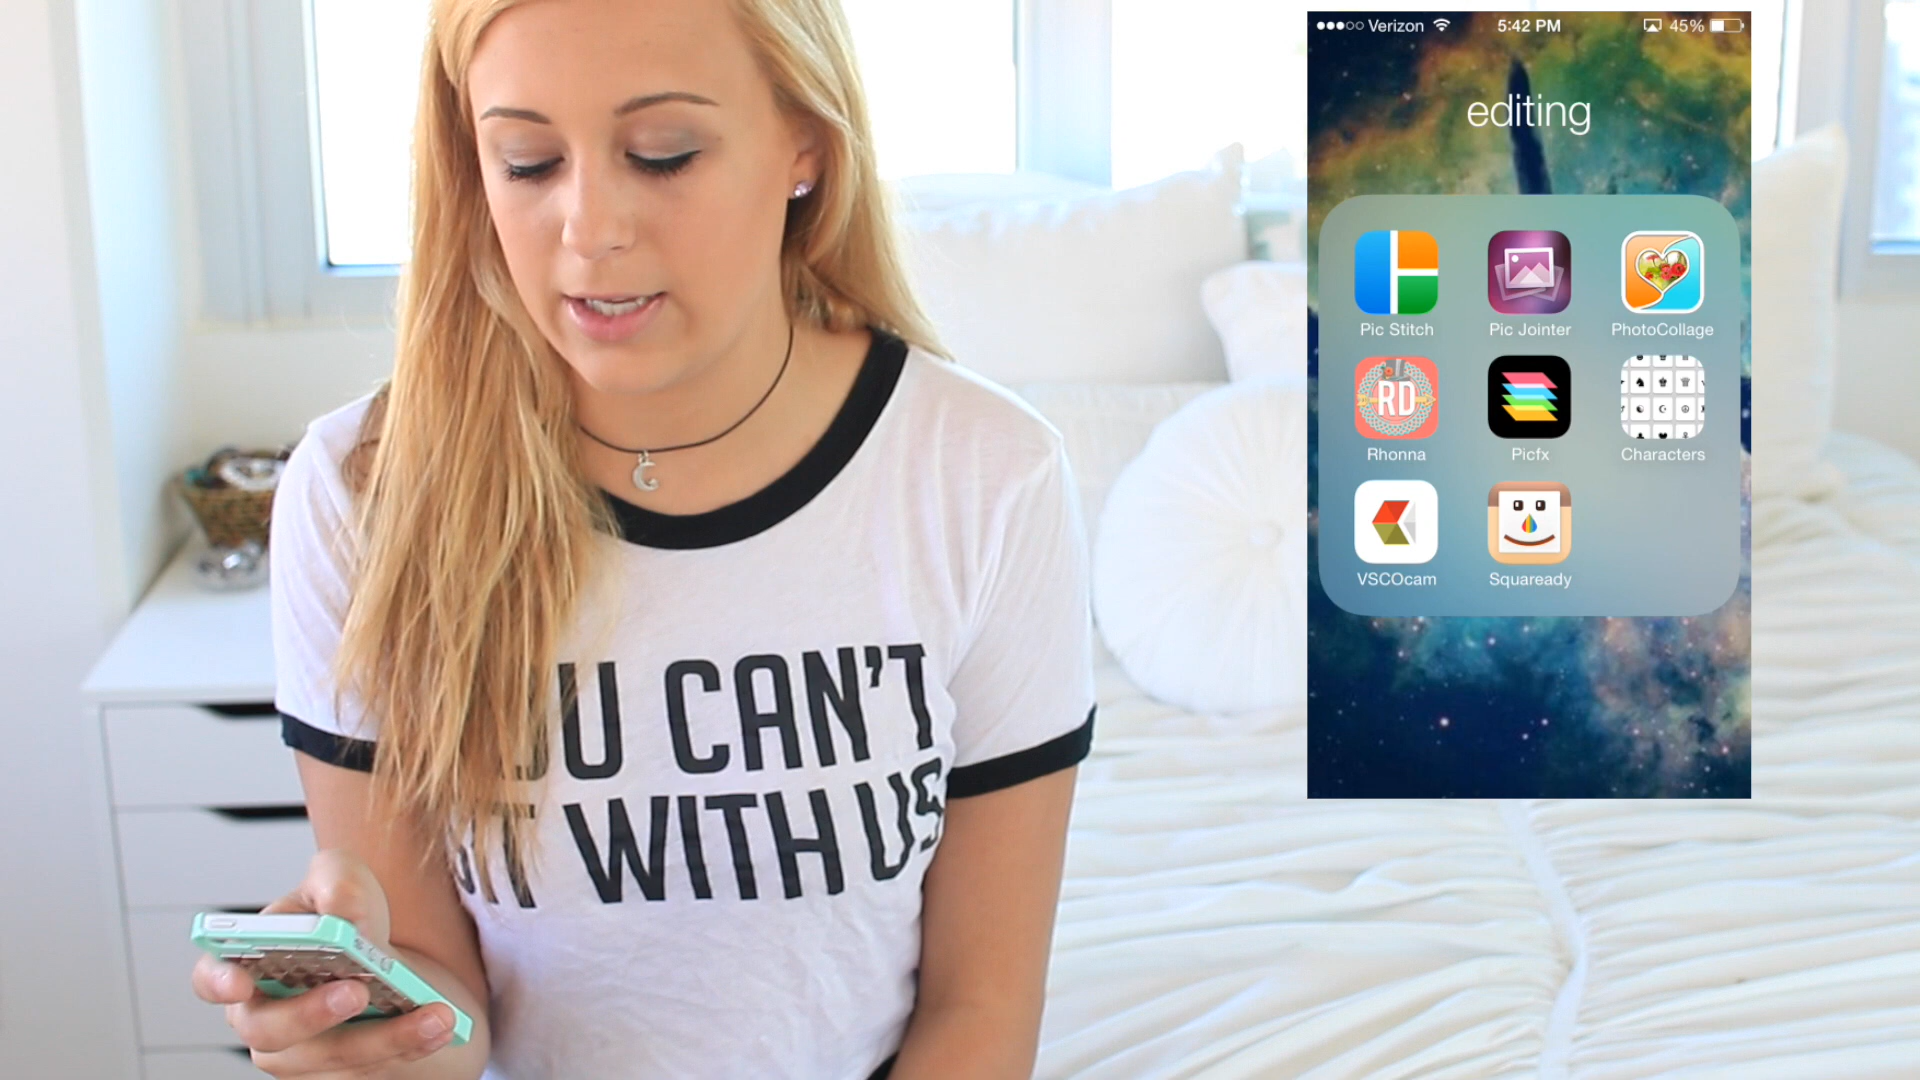 Verizon 5:42 PM 45%
editing
Pic Stitch Pic Jointer PhotoCollage
RD
Rhonna Picfx Characters
VSCOcam Squaready
CAN'T
WITH US